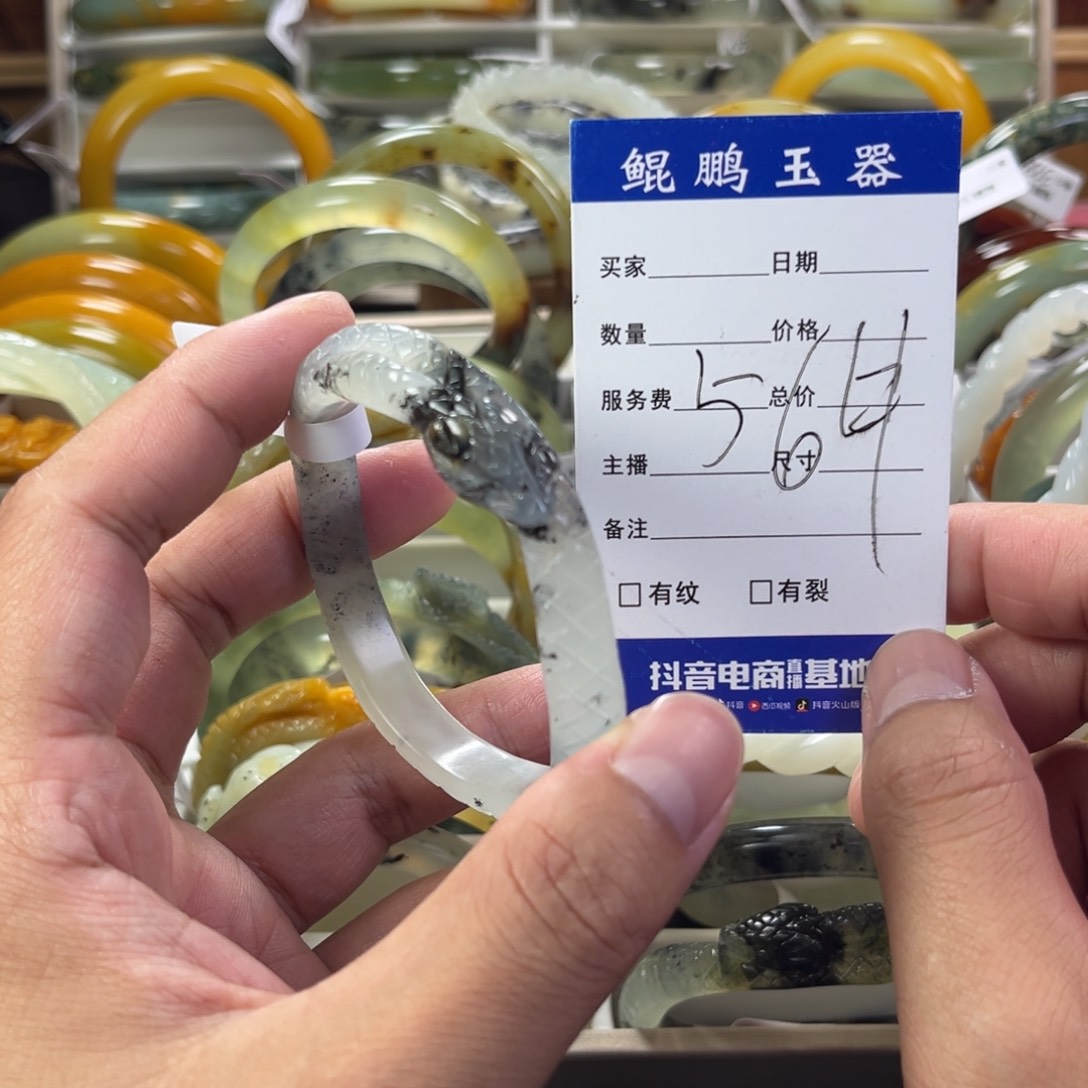 鲲鹏玉器
买家 日期
数量 价格
服务费 总价
564
主播 尺寸
备注
□有纹 □有裂
抖音电商直播基地
抖音 西瓜视频 抖音火山版